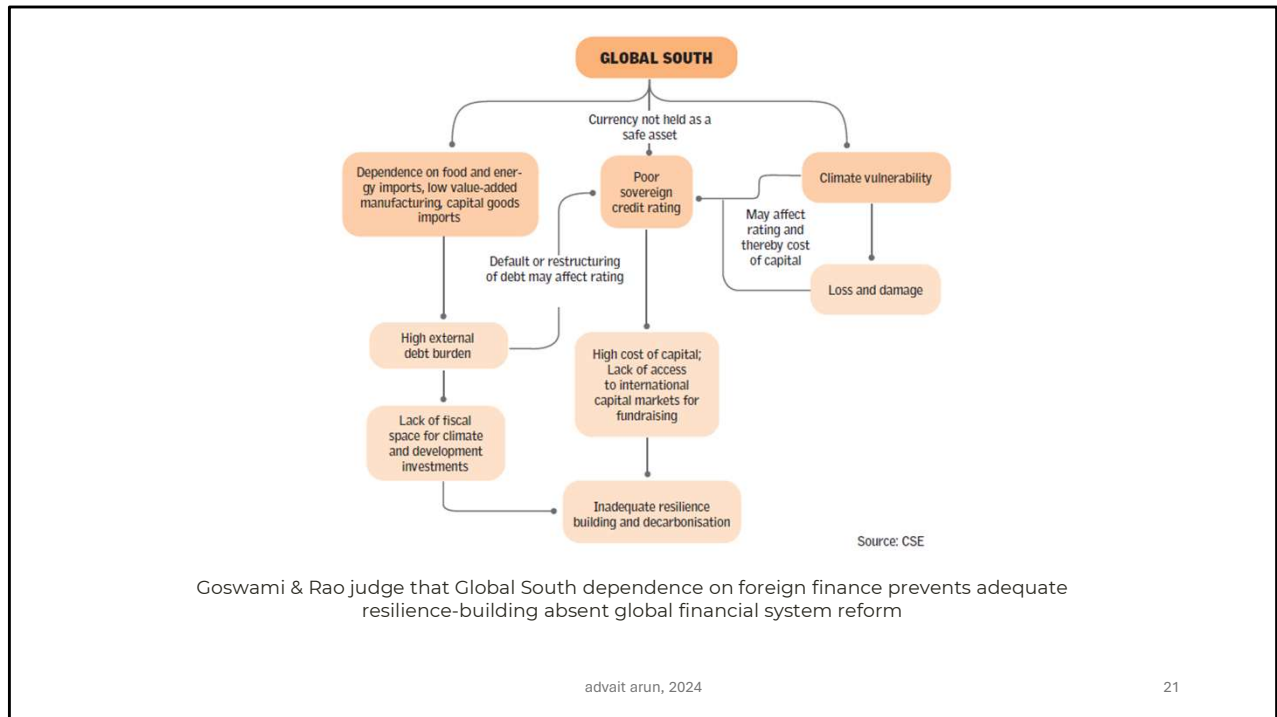 GLOBAL SOUTH
Currency not held as a
safe asset
Dependence on food and ener-
gy imports, low value-added
manufacturing, capital goods
imports
Poor
sovereign
credit rating
Climate vulnerability
May affect
rating and
thereby cost
of capital
Default or restructuring
of debt may affect rating
Loss and damage
High external
debt burden
High cost of capital;
Lack of access
to international
capital markets for
fundraising
Lack of fiscal
space for climate
and development
investments
Inadequate resilience
building and decarbonisation
Source: CSE
Goswami & Rao judge that Global South dependence on foreign finance prevents adequate
resilience-building absent global financial system reform
advait arun, 2024
21